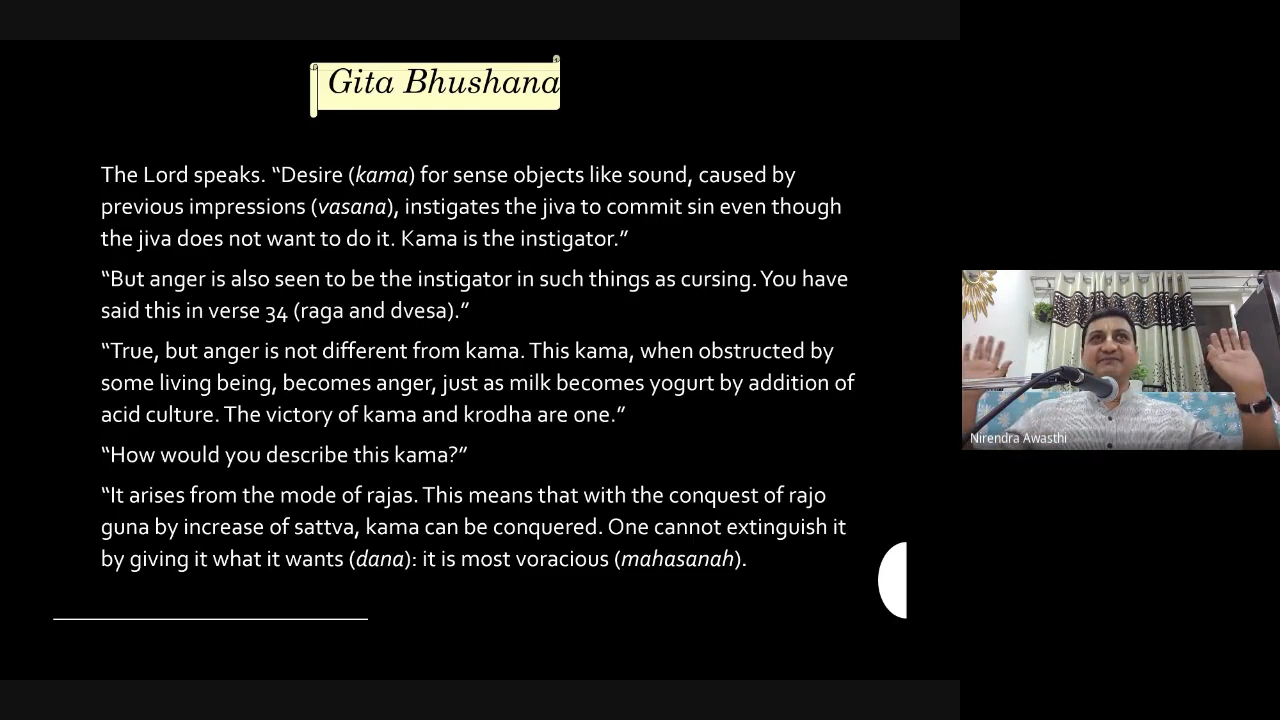 Gita Bhushana
The Lord speaks. “Desire (kama) for sense objects like sound, caused by
previous impressions (vasana), instigates the jiva to commit sin even though
the jiva does not want to do it. Kama is the instigator.”
“But anger is also seen to be the instigator in such things as cursing. You have
said this in verse 34 (raga and dvesa).”
“True, but anger is not different from kama. This kama, when obstructed by
some living being, becomes anger, just as milk becomes yogurt by addition of
acid culture. The victory of kama and krodha are one.”
“How would you describe this kama?”
“It arises from the mode of rajas. This means that with the conquest of rajo
guna by increase of sattva, kama can be conquered. One cannot extinguish it
by giving it what it wants (dana): it is most voracious (mahasanah).
Nirendra Awasthi